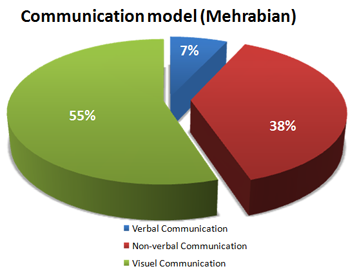 Communication model (Mehrabian)
7%
38%
55%
Verbal Communication
Non-verbal Communication
Visuel Communication